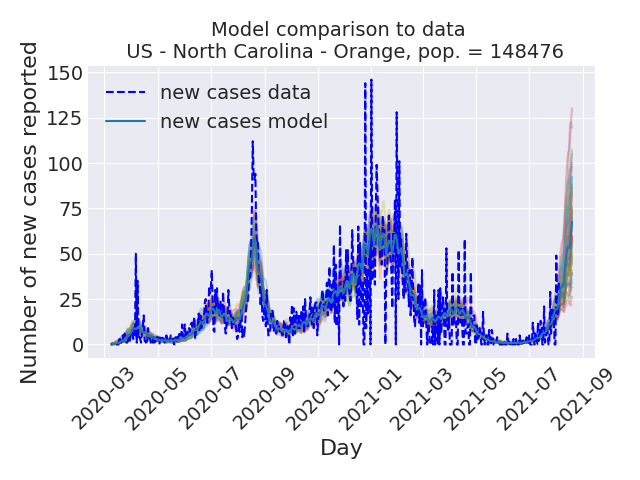 Model comparison to data
US - North Carolina - Orange, pop. = 148476
Number of new cases reported
150
125
100
75
50
25
0
new cases data
new cases model
2020-03
2020-05
2020-07
2020-09
2020-11
2021-01
2021-03
2021-05
2021-07
2021-09
Day